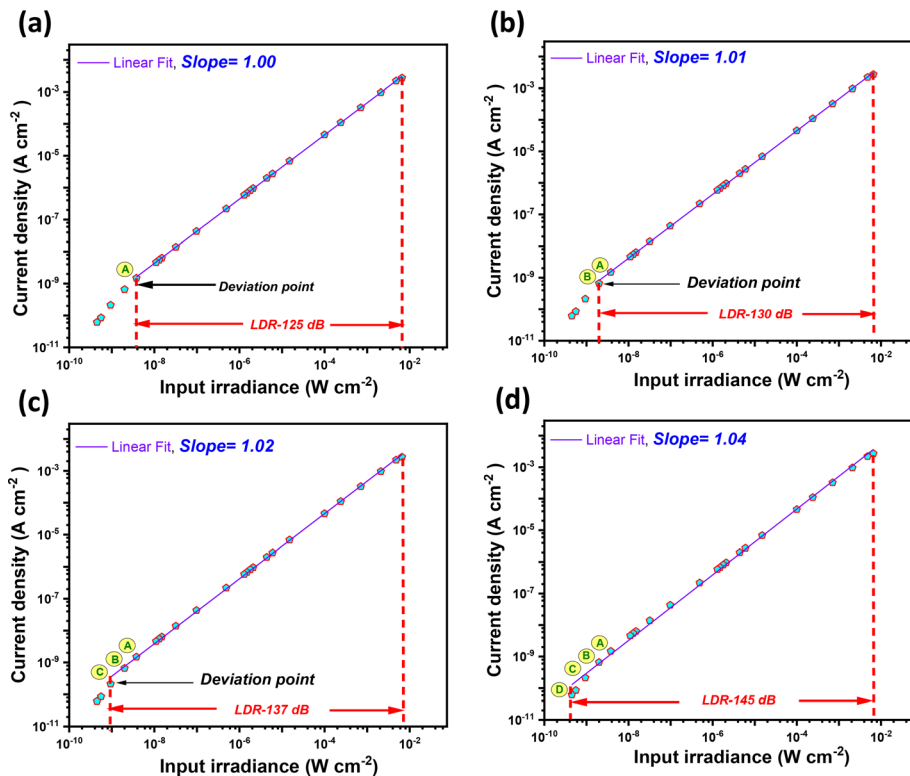 (a)
Linear Fit, Slope= 1.00
Current density (A cm⁻²)
10⁻³
10⁻⁵
10⁻⁷
10⁻⁹
10⁻¹¹
A
Deviation point
LDR-125 dB
10⁻¹⁰ 10⁻⁸ 10⁻⁶ 10⁻⁴ 10⁻²
Input irradiance (W cm⁻²)
(b)
Linear Fit, Slope= 1.01
Current density (A cm⁻²)
10⁻³
10⁻⁵
10⁻⁷
10⁻⁹
10⁻¹¹
A
B
Deviation point
LDR-130 dB
10⁻¹⁰ 10⁻⁸ 10⁻⁶ 10⁻⁴ 10⁻²
Input irradiance (W cm⁻²)
(c)
Linear Fit, Slope= 1.02
Current density (A cm⁻²)
10⁻³
10⁻⁵
10⁻⁷
10⁻⁹
10⁻¹¹
A
B
C
Deviation point
LDR-137 dB
10⁻¹⁰ 10⁻⁸ 10⁻⁶ 10⁻⁴ 10⁻²
Input irradiance (W cm⁻²)
(d)
Linear Fit, Slope= 1.04
Current density (A cm⁻²)
10⁻³
10⁻⁵
10⁻⁷
10⁻⁹
10⁻¹¹
A
B
C
D
LDR-145 dB
10⁻¹⁰ 10⁻⁸ 10⁻⁶ 10⁻⁴ 10⁻²
Input irradiance (W cm⁻²)